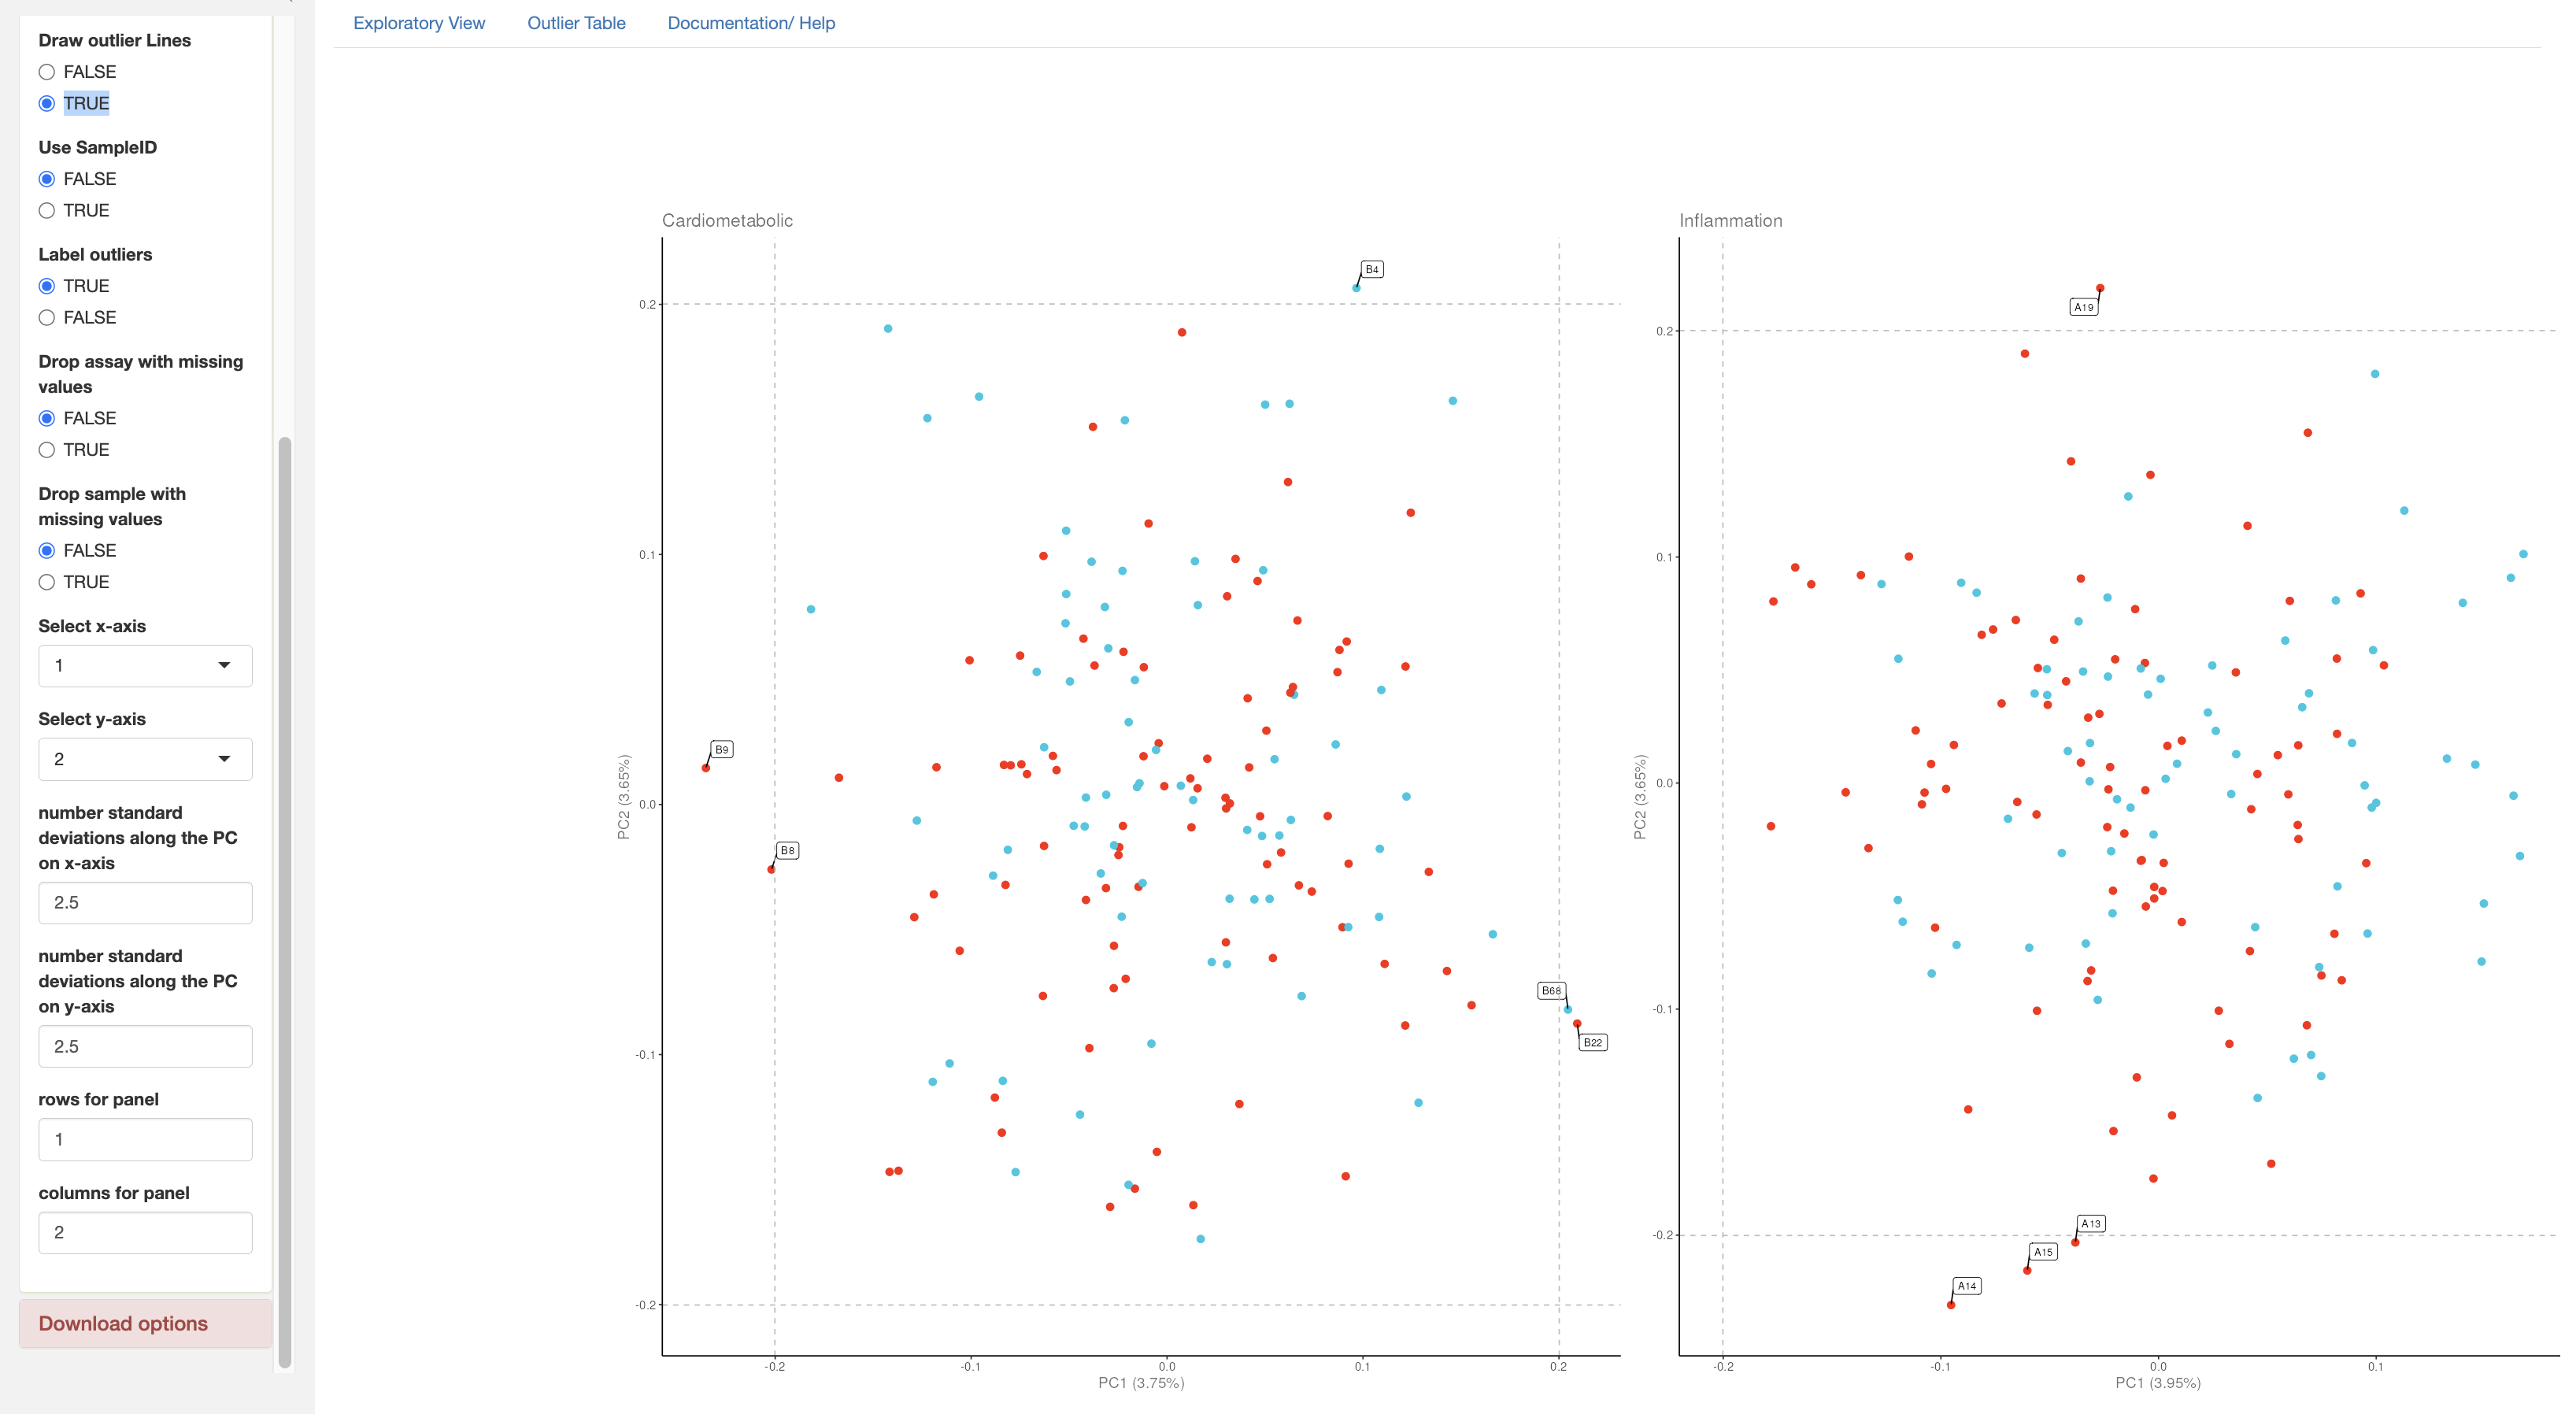 Exploratory View
Outlier Table
Documentation/ Help
Draw outlier Lines
FALSE
TRUE
Use SampleID
FALSE
TRUE
Label outliers
TRUE
FALSE
Drop assay with missing
values
FALSE
TRUE
Drop sample with
missing values
FALSE
TRUE
Select x-axis
1
Select y-axis
2
number standard
deviations along the PC
on x-axis
2.5
number standard
deviations along the PC
on y-axis
2.5
rows for panel
1
columns for panel
2
Download options
Cardiometabolic
0.2
0.1
0.0
-0.1
-0.2
PC2 (3.65%)
B4
B9
B8
B68
B22
-0.2
-0.1
0.0
0.1
0.2
PC1 (3.75%)
Inflammation
0.2
0.1
0.0
-0.1
-0.2
PC2 (3.65%)
A19
A13
A15
A14
-0.2
-0.1
0.0
0.1
PC1 (3.95%)